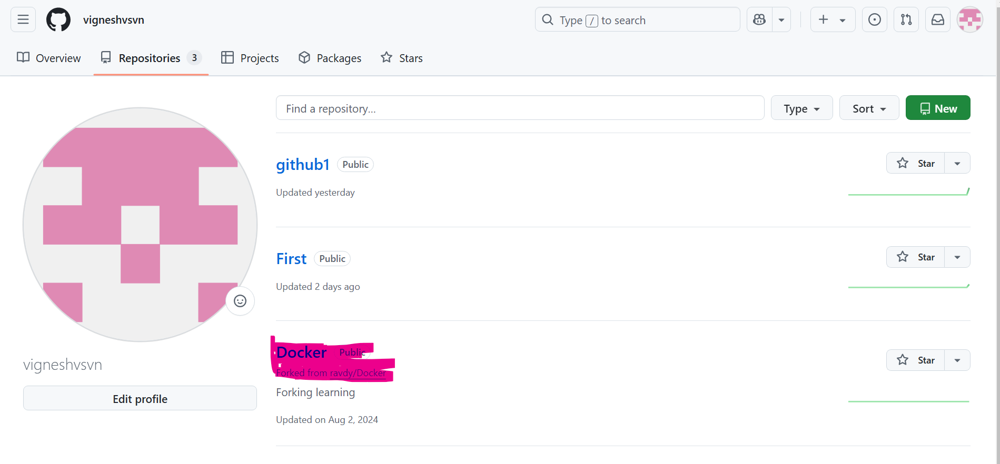 vigneshvsvn
Type / to search
Overview
Repositories 3
Projects
Packages
Stars
Find a repository...
Type
Sort
New
github1 Public
Star
Updated yesterday
First Public
Star
Updated 2 days ago
Docker Public
Star
Forked from ravdy/Docker
Forking learning
Updated on Aug 2, 2024
vigneshvsvn
Edit profile